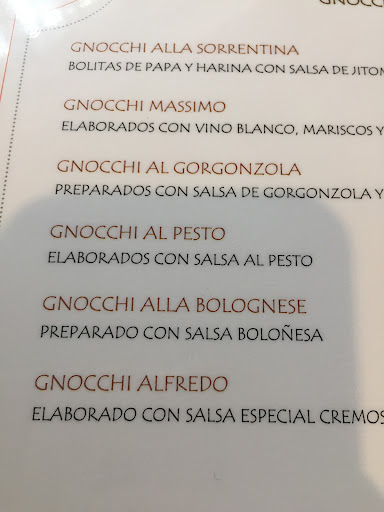 GNOCCHI ALLA SORRENTINA
BOLITAS DE PAPA Y HARINA CON SALSA DE
GNOCCHI MASSIMO
ELABORADOS CON VINO BLANCO, MARISCOS Y
GNOCCHI AL GORGONZOLA
PREPARADOS CON SALSA DE GORGONZOLA Y
GNOCCHI AL PESTO
ELABORADOS CON SALSA AL PESTO
GNOCCHI ALLA BOLOGNESE
PREPARADO CON SALSA BOLOÑESA
GNOCCHI ALFREDO
ELABORADO CON SALSA ESPECIAL